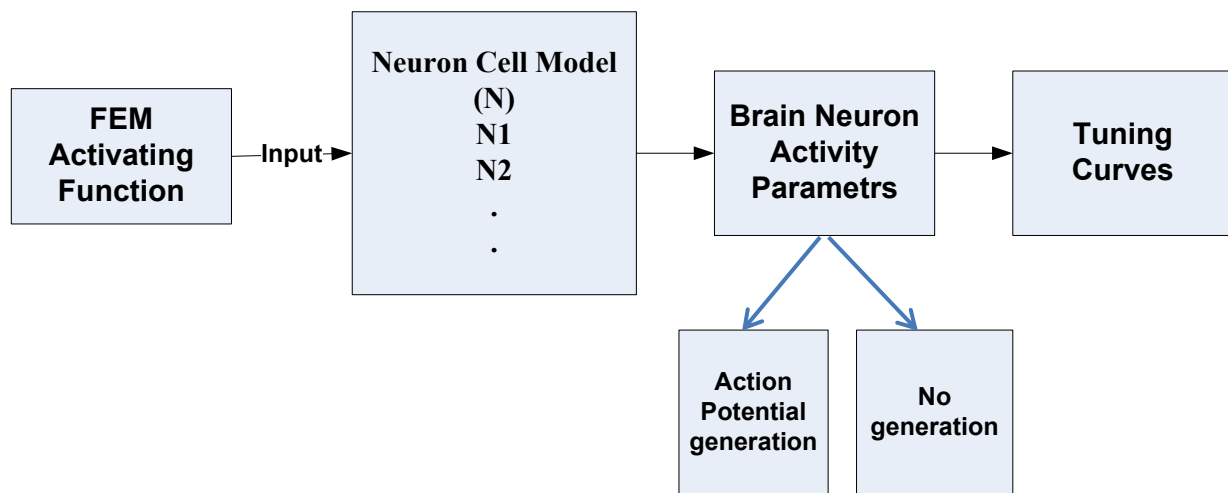 FEM
Activating
Function
Input
Neuron Cell Model
(N)
N1
N2
.
.
Brain Neuron
Activity
Parametrs
Tuning
Curves
Action
Potential
generation
No
generation